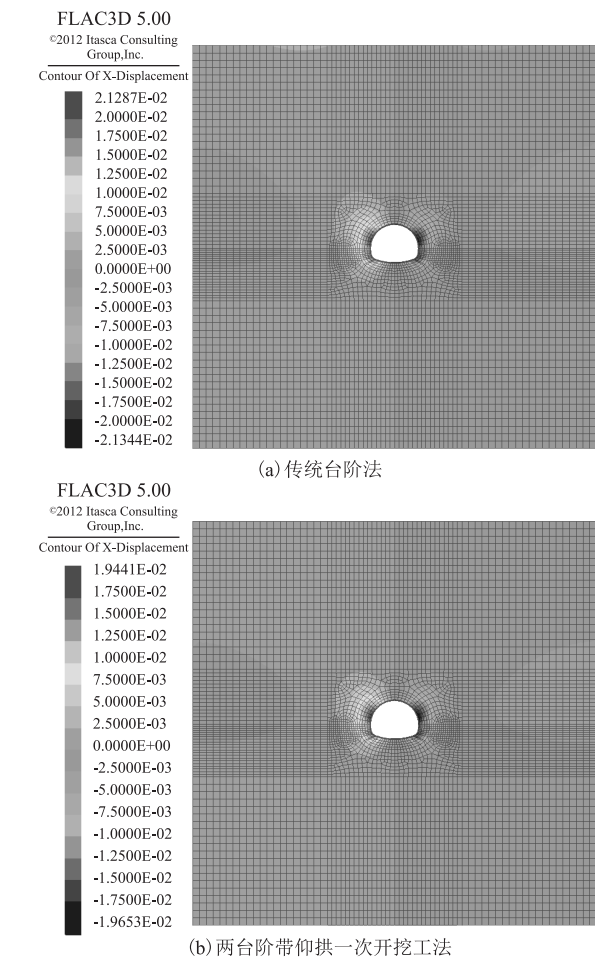 FLAC3D 5.00
©2012 Itasca Consulting
Group,Inc.
Contour Of X-Displacement
2.1287E-02
2.0000E-02
1.7500E-02
1.5000E-02
1.2500E-02
1.0000E-02
7.5000E-03
5.0000E-03
2.5000E-03
0.0000E+00
-2.5000E-03
-5.0000E-03
-7.5000E-03
-1.0000E-02
-1.2500E-02
-1.5000E-02
-1.7500E-02
-2.0000E-02
-2.1344E-02
(a)传统台阶法
FLAC3D 5.00
©2012 Itasca Consulting
Group,Inc.
Contour Of X-Displacement
1.9441E-02
1.7500E-02
1.5000E-02
1.2500E-02
1.0000E-02
7.5000E-03
5.0000E-03
2.5000E-03
0.0000E+00
-2.5000E-03
-5.0000E-03
-7.5000E-03
-1.0000E-02
-1.2500E-02
-1.5000E-02
-1.7500E-02
-1.9653E-02
(b)两台阶带仰拱一次开挖工法